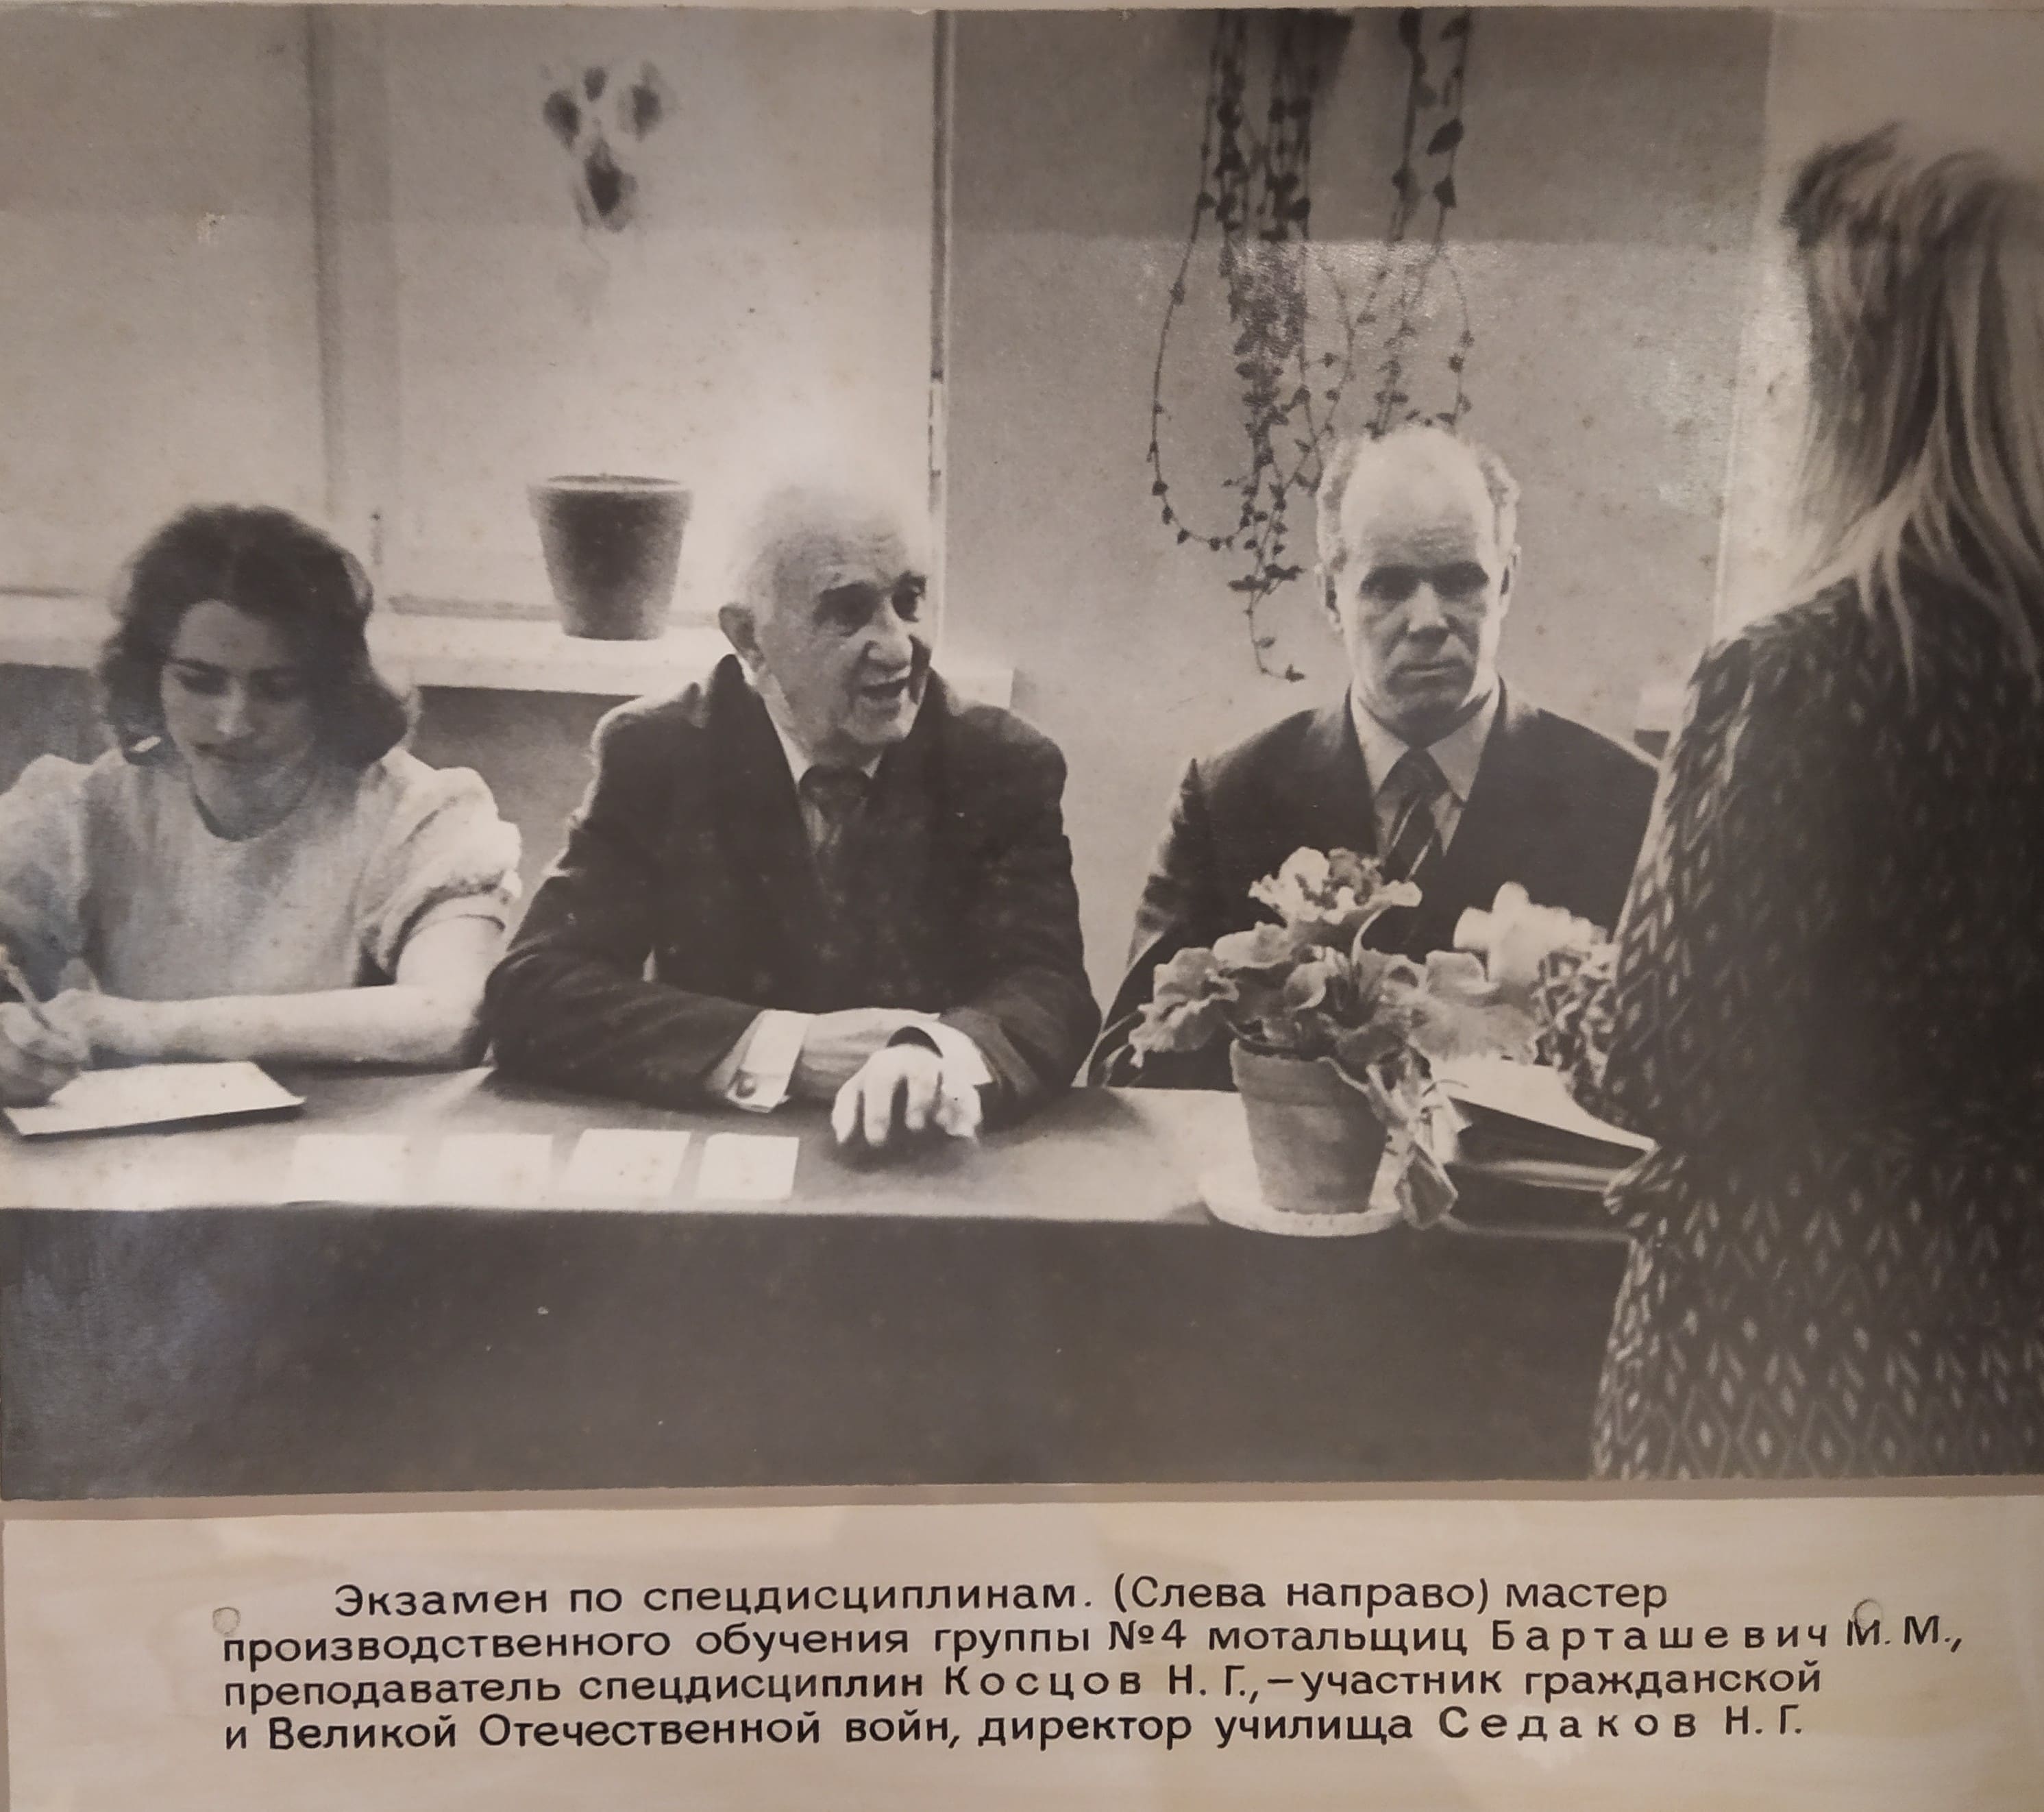 Экзамен по спецдисциплинам. (Слева направо) мастер
производственного обучения группы №4 мотальщиц Барташевич М. М.,
преподаватель спецдисциплин Косцов Н. Г., – участник гражданской
и Великой Отечественной войн, директор училища Седаков Н. Г.